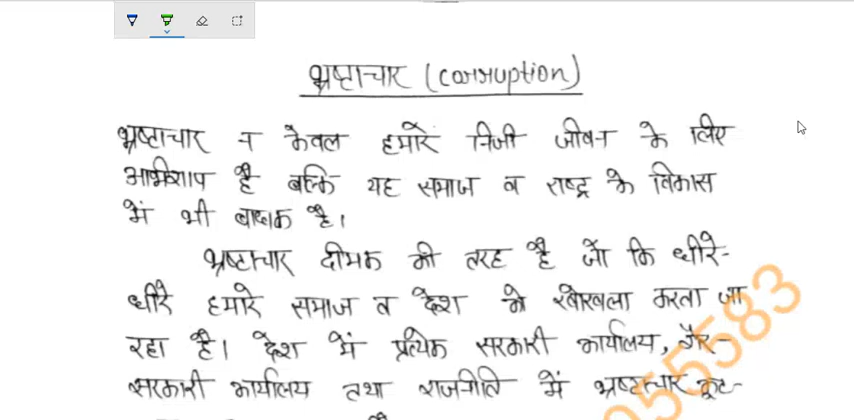 भ्रष्टाचार (Corruption)
भ्रष्टाचार न केवल हमारे निजी जीवन के लिए
अभिशाप है बल्कि यह समाज व राष्ट्र के विकास
में भी बाधक है।
भ्रष्टाचार दीमक की तरह है जो कि धीरे-
धीरे हमारे समाज व देश को खोखला करता जा
रहा है। देश में प्रत्येक सरकारी कार्यालय, गैर-
सरकारी कार्यालय तथा राजनीति में भ्रष्टाचार कूट-
055583